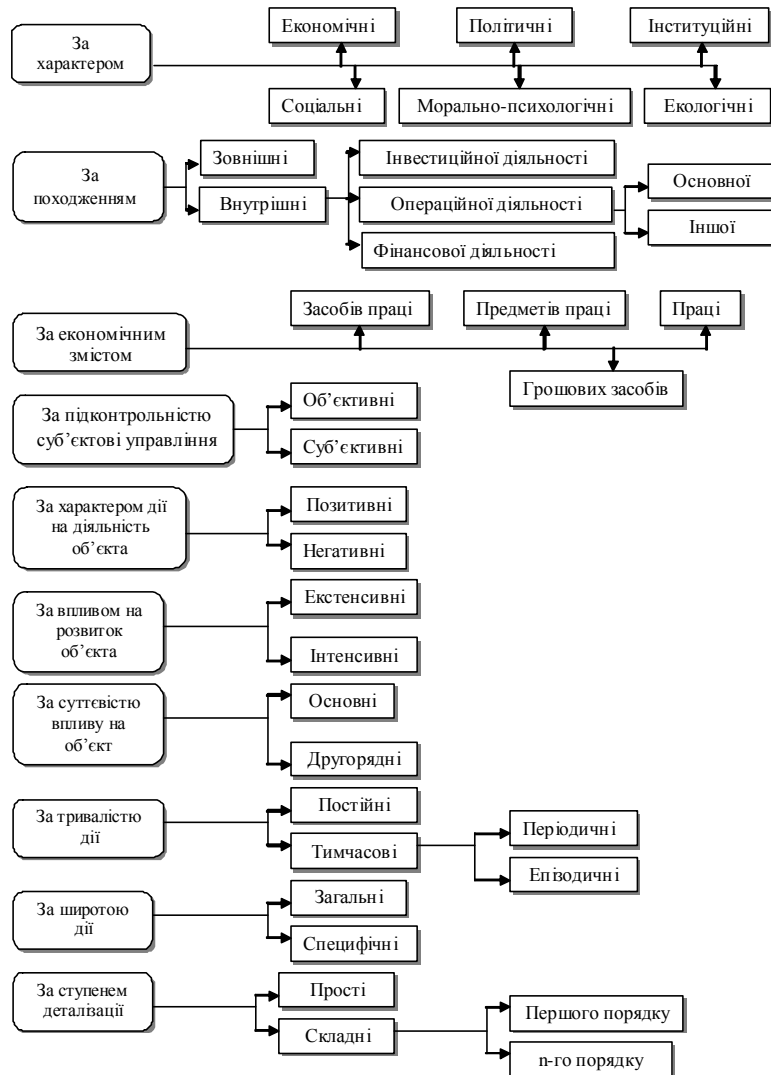 За
характером
Економічні
Політичні
Інституційні
Соціальні
Морально-психологічні
Екологічні
За
походженням
Зовнішні
Внутрішні
Інвестиційної діяльності
Операційної діяльності
Фінансової діяльності
Основної
Іншої
За економічним
змістом
Засобів праці
Предметів праці
Праці
Грошових засобів
За підконтрольністю
суб’єктові управління
Об’єктивні
Суб’єктивні
За характером дії
на діяльність
об’єкта
Позитивні
Негативні
За впливом на
розвиток
об’єкта
Екстенсивні
Інтенсивні
За суттєвістю
впливу на
об’єкт
Основні
Другорядні
За тривалістю
дії
Постійні
Тимчасові
Періодичні
Епізодичні
За широтою
дії
Загальні
Специфічні
За ступенем
деталізації
Прості
Складні
Першого порядку
n-го порядку